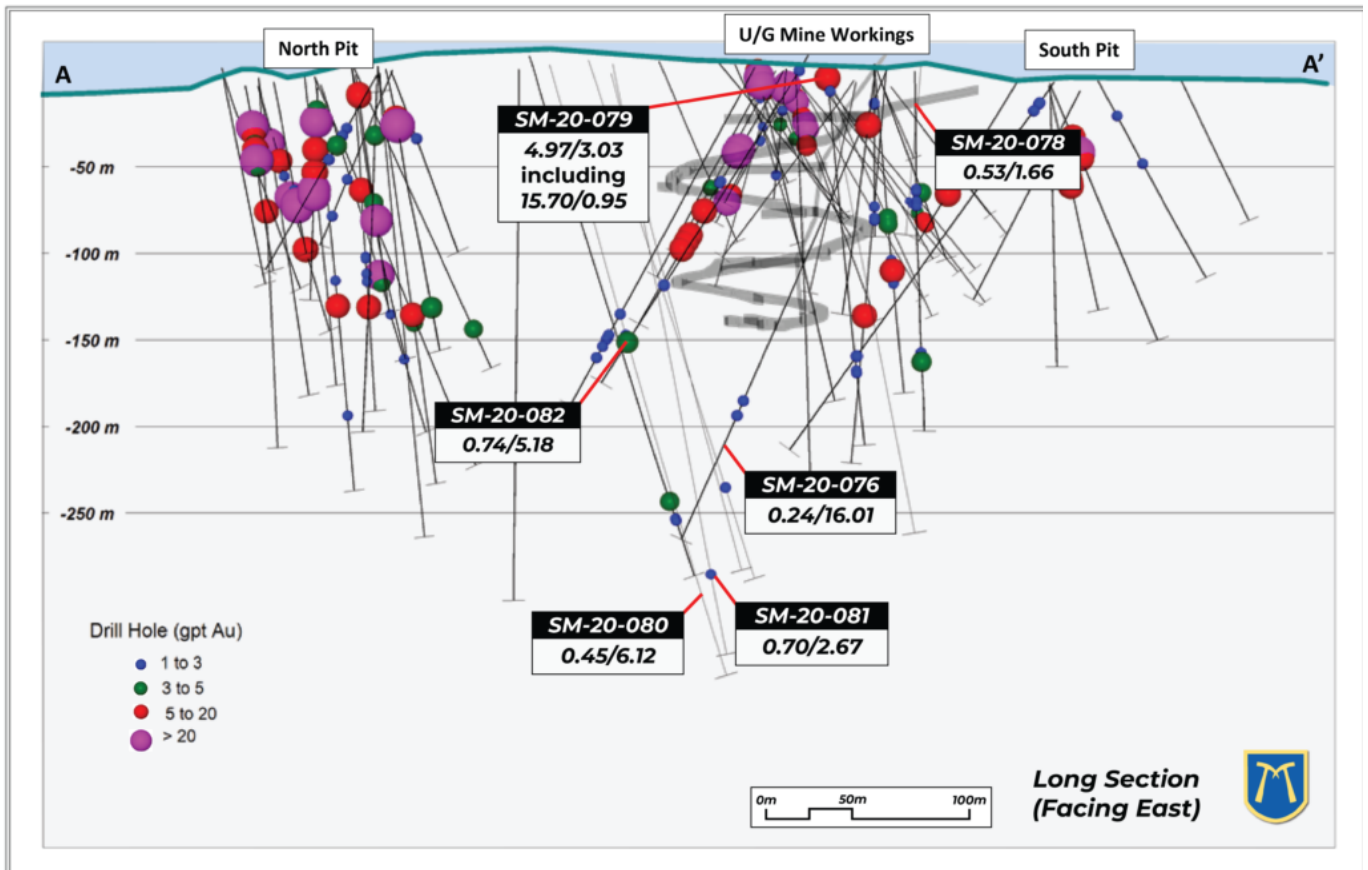 North Pit
U/G Mine Workings
South Pit
A
A'
SM-20-079
4.97/3.03
including
15.70/0.95
SM-20-078
0.53/1.66
-50 m
-100 m
-150 m
-200 m
-250 m
SM-20-082
0.74/5.18
SM-20-076
0.24/16.01
SM-20-080
0.45/6.12
SM-20-081
0.70/2.67
Drill Hole (gpt Au)
1 to 3
3 to 5
5 to 20
> 20
0m 50m 100m
Long Section
(Facing East)